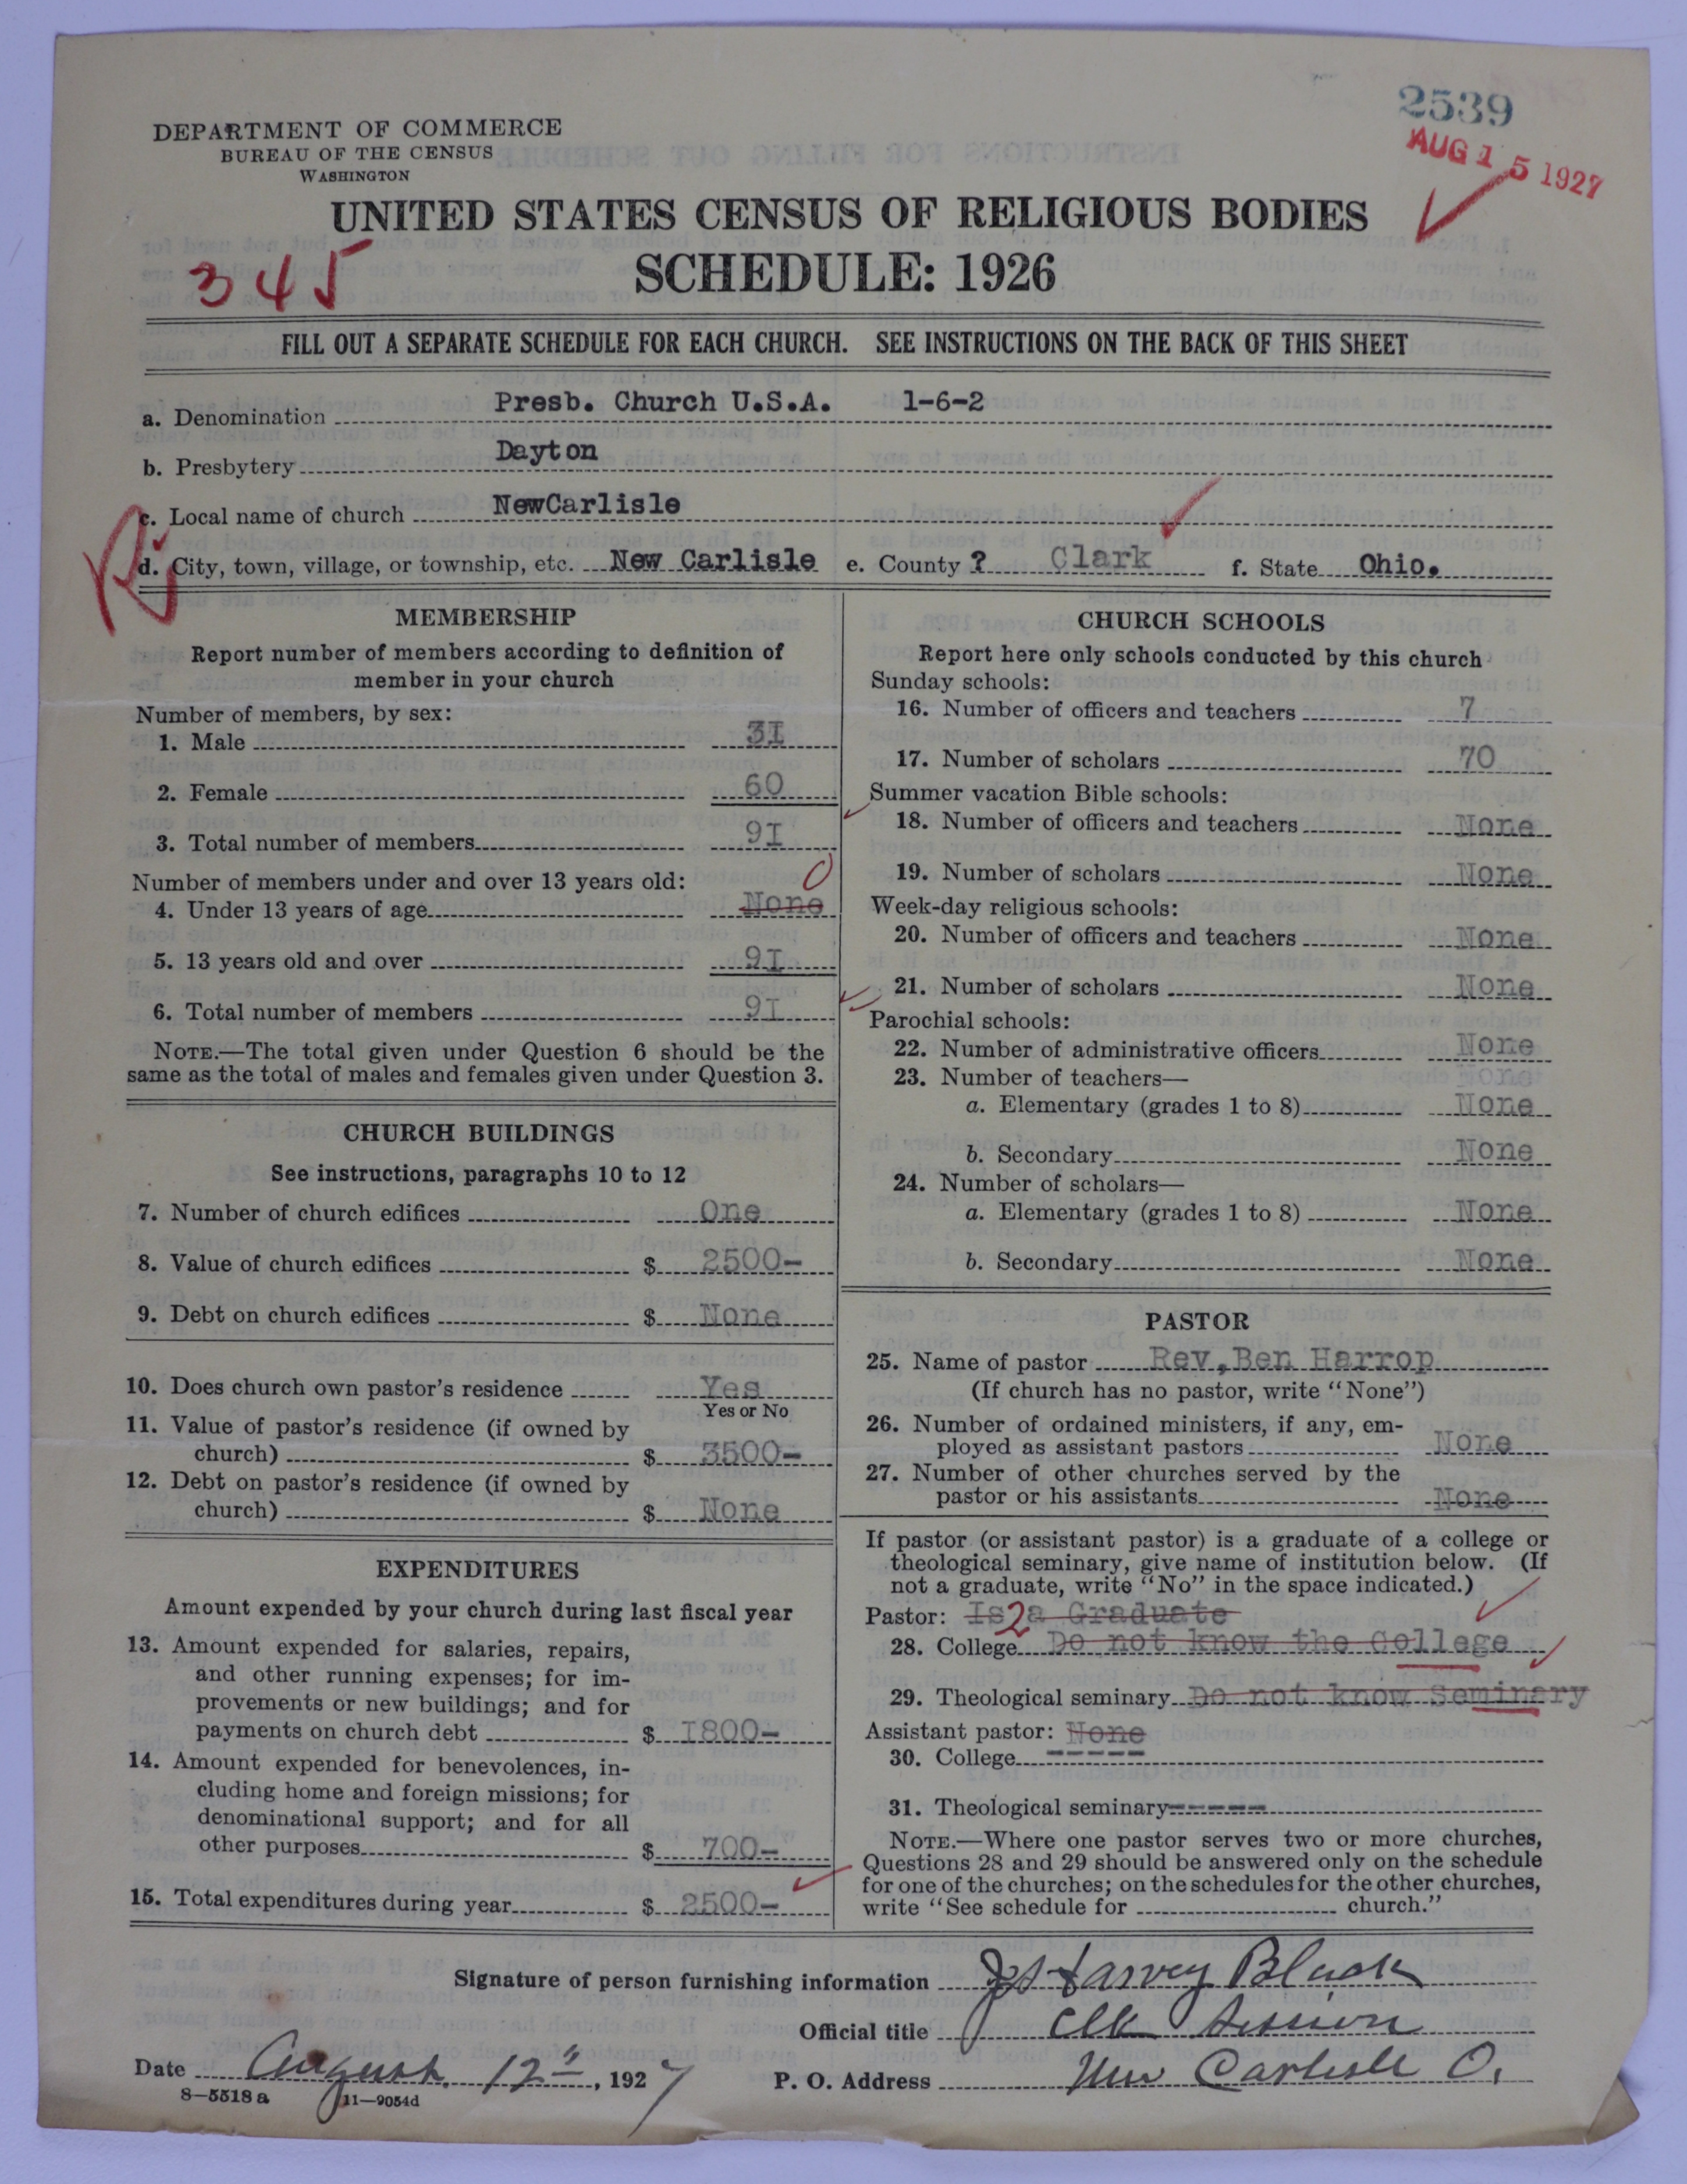 2539
AUG 15 1927
DEPARTMENT OF COMMERCE
BUREAU OF THE CENSUS
WASHINGTON
UNITED STATES CENSUS OF RELIGIOUS BODIES
SCHEDULE: 1926
345
FILL OUT A SEPARATE SCHEDULE FOR EACH CHURCH. SEE INSTRUCTIONS ON THE BACK OF THIS SHEET
a. Denomination Presb. Church U.S.A. 1-6-2
b. Presbytery Dayton
c. Local name of church NewCarlisle
d. City, town, village, or township, etc. New Carlisle e. County ? Clark f. State Ohio.
MEMBERSHIP
Report number of members according to definition of
member in your church
Number of members, by sex:
1. Male 3I
2. Female 60
3. Total number of members 9I
Number of members under and over 13 years old: 0
4. Under 13 years of age None
5. 13 years old and over 9I
6. Total number of members 9I
NOTE.—The total given under Question 6 should be the
same as the total of males and females given under Question 3.
CHURCH BUILDINGS
See instructions, paragraphs 10 to 12
7. Number of church edifices One
8. Value of church edifices $ 2500-
9. Debt on church edifices $ None
10. Does church own pastor's residence Yes
Yes or No
11. Value of pastor's residence (if owned by
church) $ 3500-
12. Debt on pastor's residence (if owned by
church) $ None
EXPENDITURES
Amount expended by your church during last fiscal year
13. Amount expended for salaries, repairs,
and other running expenses; for im-
provements or new buildings; and for
payments on church debt $ I800-
14. Amount expended for benevolences, in-
cluding home and foreign missions; for
denominational support; and for all
other purposes $ 700-
15. Total expenditures during year $ 2500-
CHURCH SCHOOLS
Report here only schools conducted by this church
Sunday schools:
16. Number of officers and teachers 7
17. Number of scholars 70
Summer vacation Bible schools:
18. Number of officers and teachers None
19. Number of scholars None
Week-day religious schools:
20. Number of officers and teachers None
21. Number of scholars None
Parochial schools:
22. Number of administrative officers None
23. Number of teachers— None
a. Elementary (grades 1 to 8) None
b. Secondary None
24. Number of scholars—
a. Elementary (grades 1 to 8) None
b. Secondary None
PASTOR
25. Name of pastor Rev, Ben Harrop
(If church has no pastor, write "None")
26. Number of ordained ministers, if any, em-
ployed as assistant pastors None
27. Number of other churches served by the
pastor or his assistants None
If pastor (or assistant pastor) is a graduate of a college or
theological seminary, give name of institution below. (If
not a graduate, write "No" in the space indicated.)
Pastor: Is 2 a Graduate
28. College Do not know the College
29. Theological seminary Do not know Seminary
Assistant pastor: None
30. College -----
31. Theological seminary -----
NOTE.—Where one pastor serves two or more churches,
Questions 28 and 29 should be answered only on the schedule
for one of the churches; on the schedules for the other churches,
write "See schedule for church."
Signature of person furnishing information Harvey Black
Official title Clk Session
Date August 12", 1927 P. O. Address New Carlisle O.
8—5518 a 11—9054d